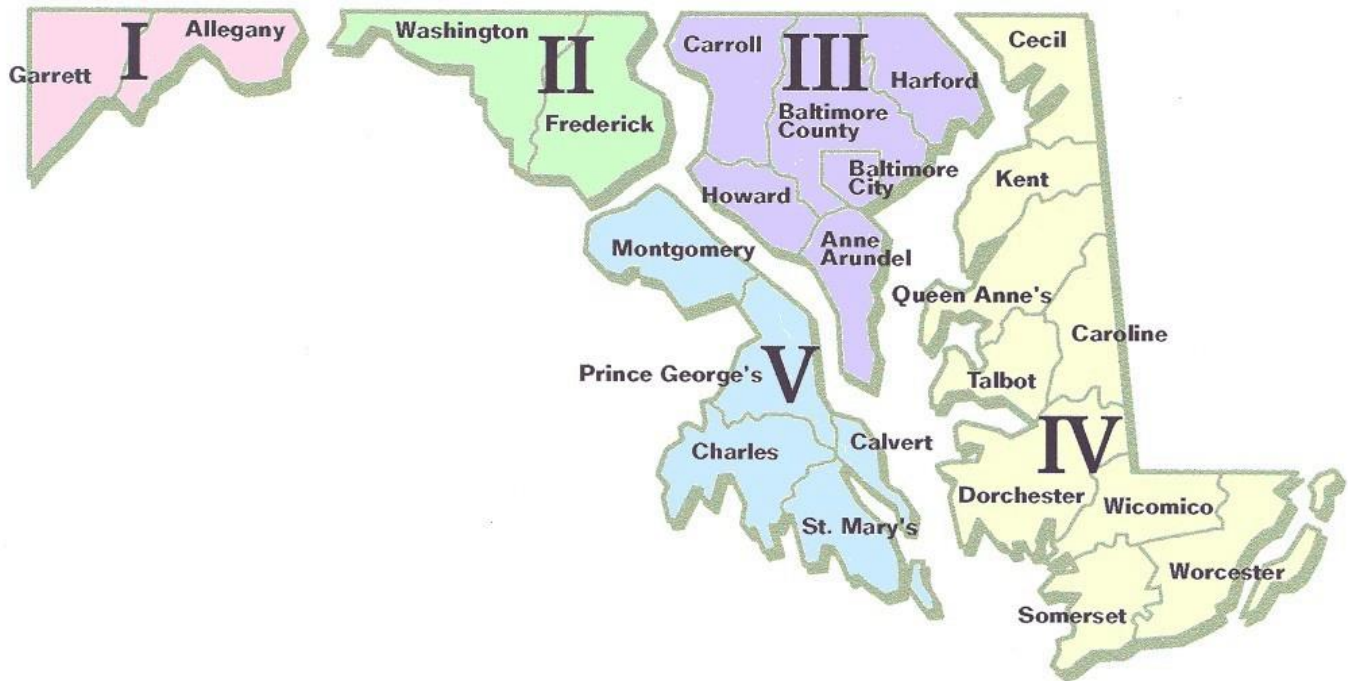 Allegany
I
Garrett
Washington
II
Frederick
Carroll
III
Harford
Baltimore
County
Baltimore
City
Howard
Anne
Arundel
Cecil
Kent
Queen Anne's
Caroline
Talbot
IV
Dorchester
Wicomico
Worcester
Somerset
Montgomery
Prince George's
V
Charles
Calvert
St. Mary's